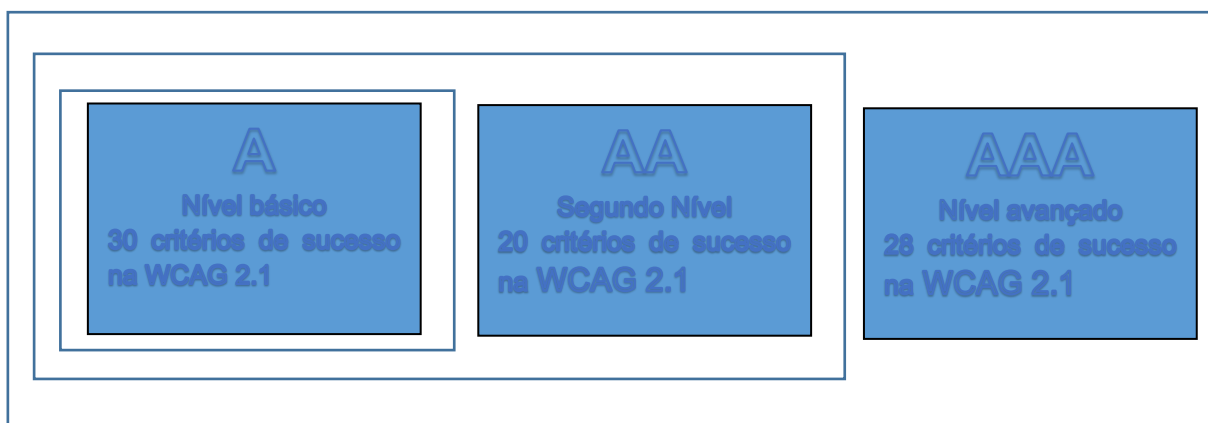 A
Nível básico
30 critérios de sucesso
na WCAG 2.1
AA
Segundo Nível
20 critérios de sucesso
na WCAG 2.1
AAA
Nível avançado
28 critérios de sucesso
na WCAG 2.1